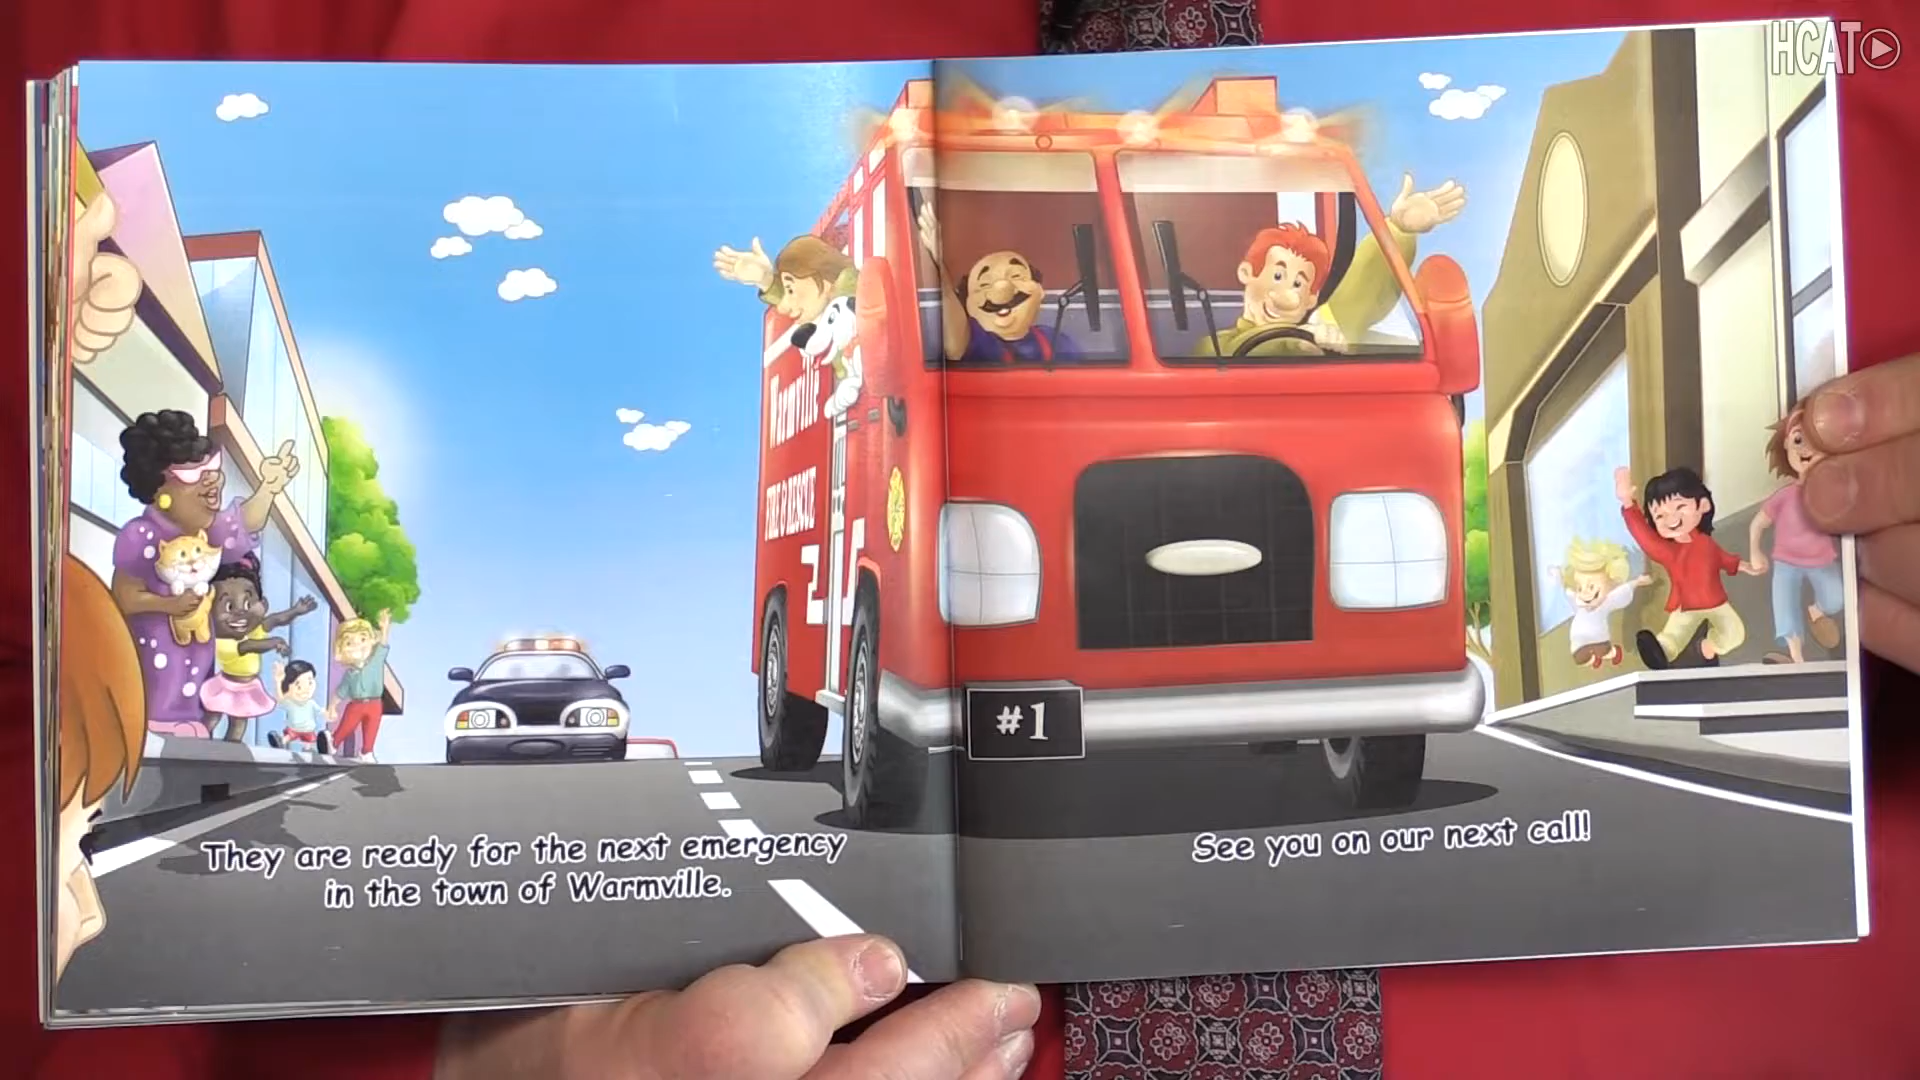 HCAT
Warmville
FIRE & RESCUE
#1
They are ready for the next emergency
in the town of Warmville.
See you on our next call!